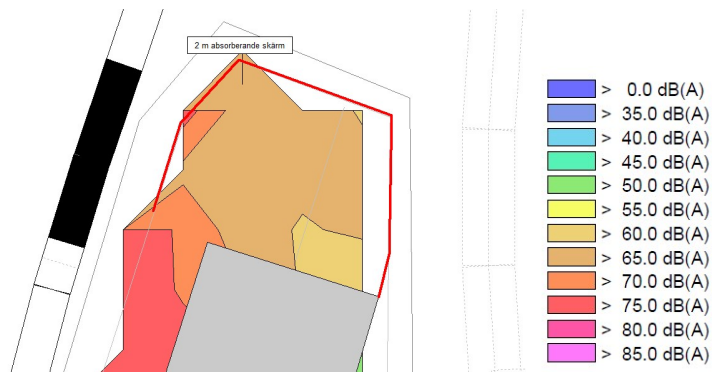 2 m absorberande skärm
> 0.0 dB(A)
> 35.0 dB(A)
> 40.0 dB(A)
> 45.0 dB(A)
> 50.0 dB(A)
> 55.0 dB(A)
> 60.0 dB(A)
> 65.0 dB(A)
> 70.0 dB(A)
> 75.0 dB(A)
> 80.0 dB(A)
> 85.0 dB(A)